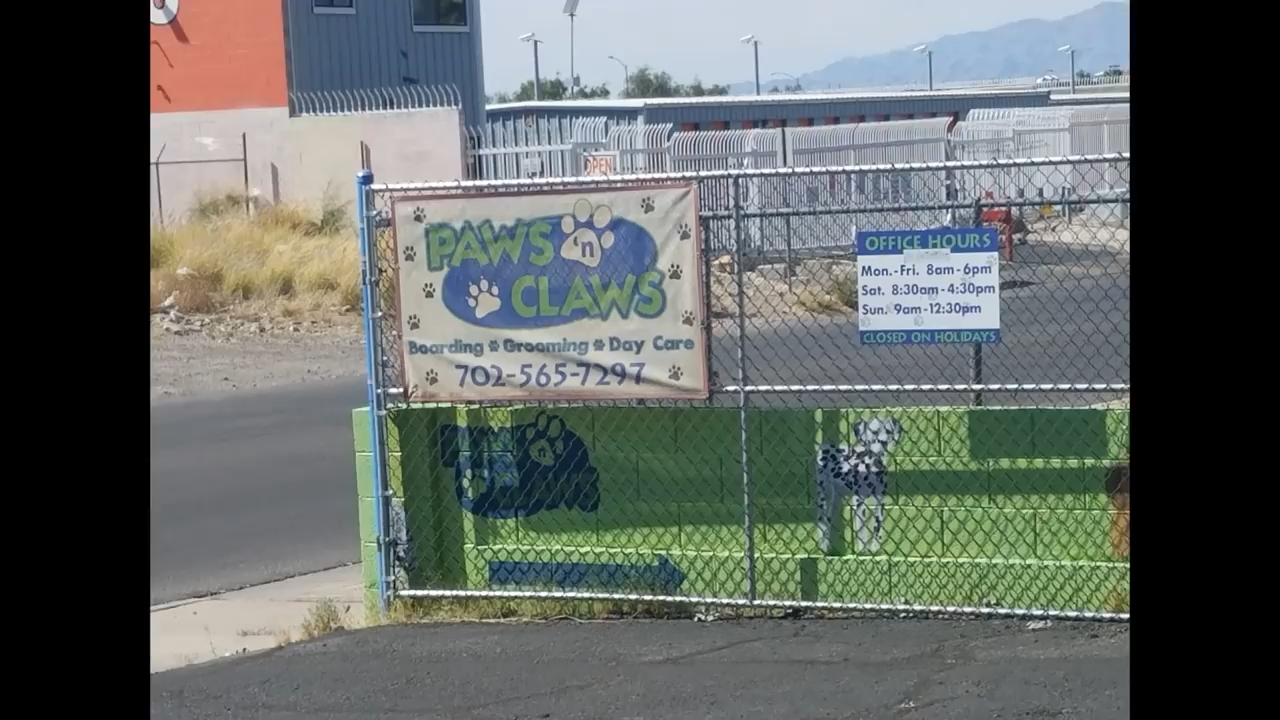 OPEN
PAWS 'n
CLAWS
Boarding Grooming Day Care
702-565-7297
OFFICE HOURS
Mon.-Fri. 8am-6pm
Sat. 8:30am-4:30pm
Sun. 9am-12:30pm
CLOSED ON HOLIDAYS
n